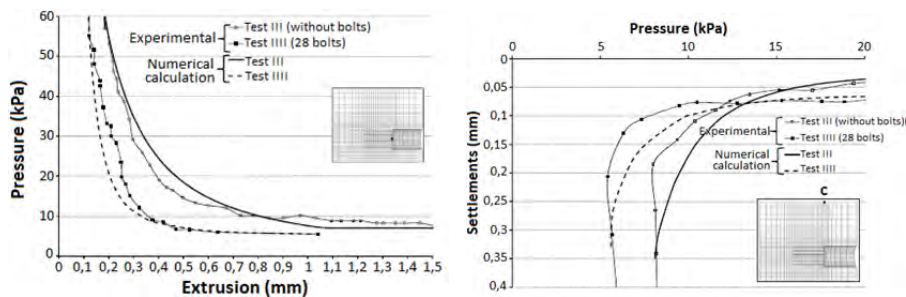 60
50
40
30
20
10
0
Pressure (kPa)
Experimental
Test III (without bolts)
Test IIII (28 bolts)
Numerical
calculation
Test III
Test IIII
0 0,1 0,2 0,3 0,4 0,5 0,6 0,7 0,8 0,9 1 1,1 1,2 1,3 1,4 1,5
Extrusion (mm)
Pressure (kPa)
0 5 10 15 20
0
0,05
0,1
0,15
0,2
0,25
0,3
0,35
0,4
Settlements (mm)
Experimental
Test III (without bolts)
Test IIII (28 bolts)
Numerical
calculation
Test III
Test IIII
C